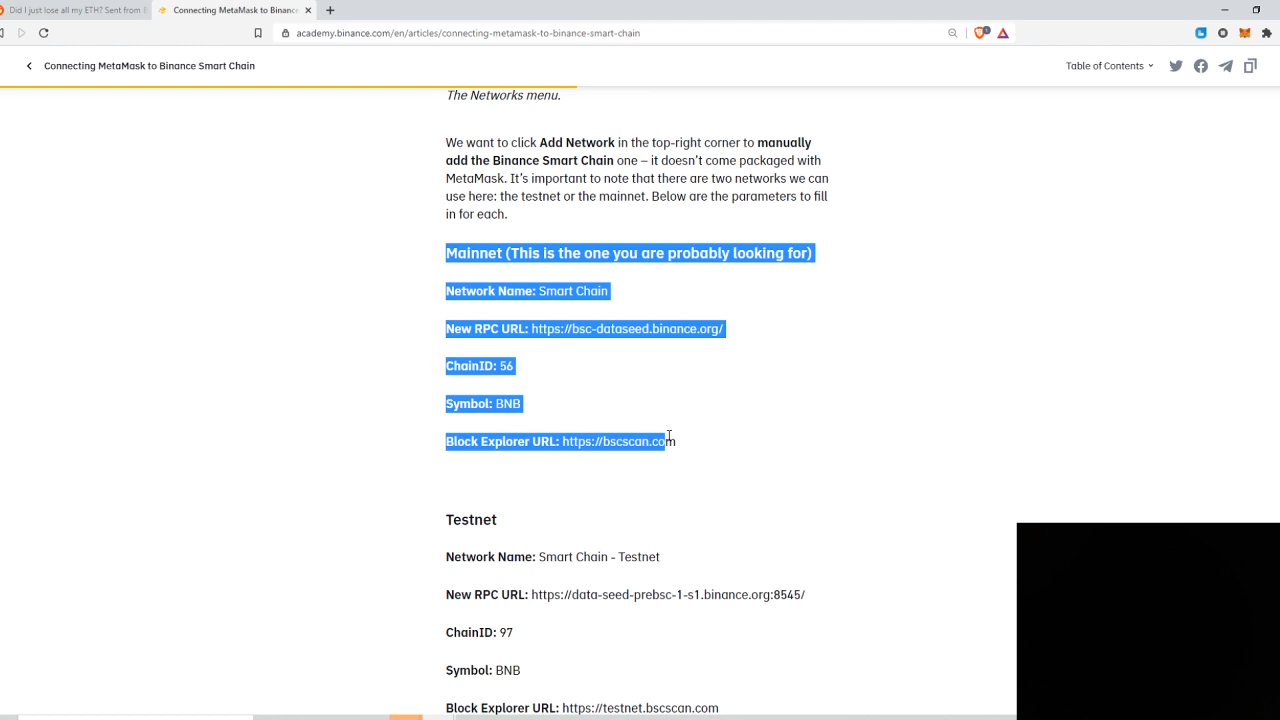 Did I just lose all my ETH? Sent from B
Connecting MetaMask to Binance
academy.binance.com/en/articles/connecting-metamask-to-binance-smart-chain
Connecting MetaMask to Binance Smart Chain
Table of Contents
The Networks menu.
We want to click Add Network in the top-right corner to manually
add the Binance Smart Chain one – it doesn't come packaged with
MetaMask. It's important to note that there are two networks we can
use here: the testnet or the mainnet. Below are the parameters to fill
in for each.
Mainnet (This is the one you are probably looking for)
Network Name: Smart Chain
New RPC URL: https://bsc-dataseed.binance.org/
ChainID: 56
Symbol: BNB
Block Explorer URL: https://bscscan.com
Testnet
Network Name: Smart Chain - Testnet
New RPC URL: https://data-seed-prebsc-1-s1.binance.org:8545/
ChainID: 97
Symbol: BNB
Block Explorer URL: https://testnet.bscscan.com